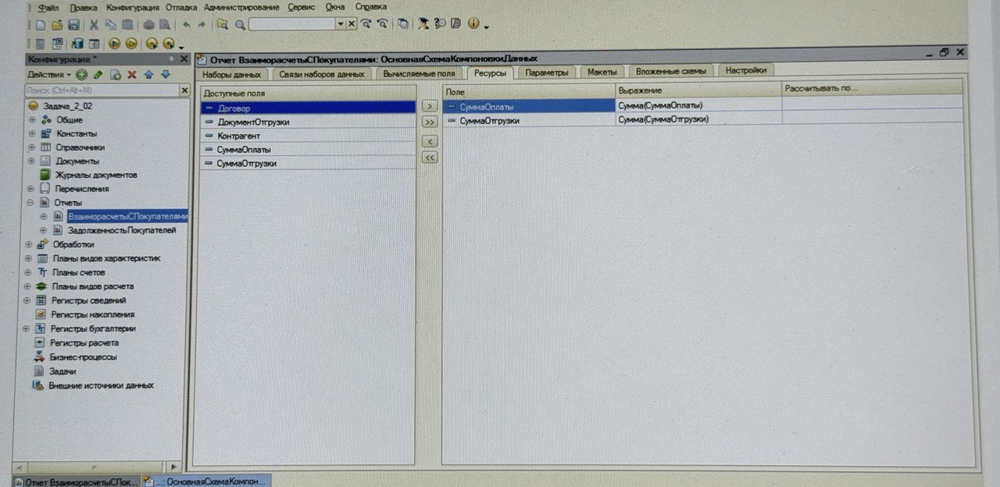 Файл Правка Конфигурация Отладка Администрирование Сервис Окна Справка
Конфигурация *
Действия
Поиск (Ctrl+Alt+M)
Задача_2_02
Общие
Константы
Справочники
Документы
Журналы документов
Перечисления
Отчеты
ВзаиморасчетыСПокупателями
ЗадолженностьПокупателей
Обработки
Планы видов характеристик
Планы счетов
Планы видов расчета
Регистры сведений
Регистры накопления
Регистры бухгалтерии
Регистры расчета
Бизнес-процессы
Задачи
Внешние источники данных
Отчет ВзаиморасчетыСПокупателями: ОсновнаяСхемаКомпоновкиДанных
Наборы данных Связи наборов данных Вычисляемые поля Ресурсы Параметры Макеты Вложенные схемы Настройки
Доступные поля
Договор
ДокументОтгрузки
Контрагент
СуммаОплаты
СуммаОтгрузки
>
>>
<
<<
Поле Выражение Рассчитывать по...
СуммаОплаты Сумма(СуммаОплаты)
СуммаОтгрузки Сумма(СуммаОтгрузки)
Отчет ВзаиморасчетыСПок... ...: ОсновнаяСхемаКомпон...